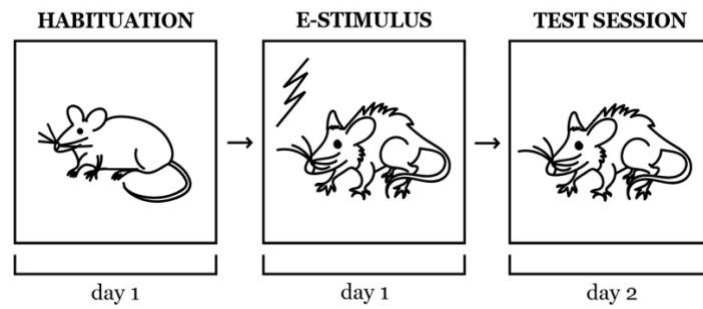 HABITUATION
E-STIMULUS
TEST SESSION
day 1
day 1
day 2